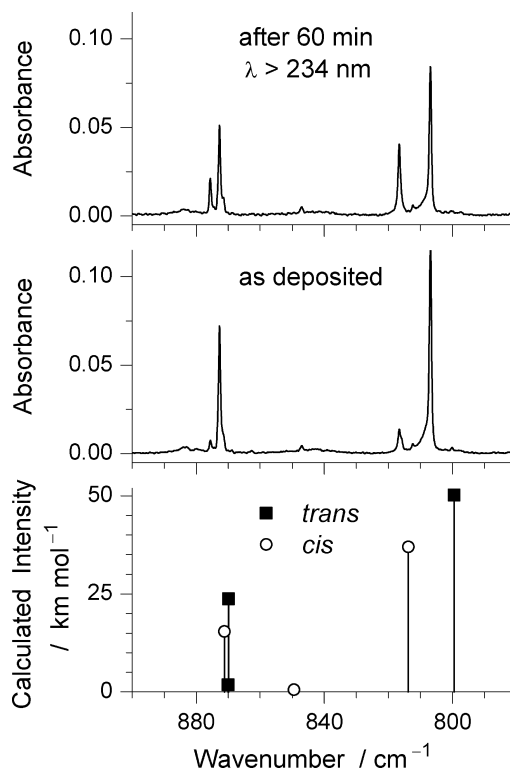 after 60 min
λ > 234 nm
0.10
0.05
0.00
Absorbance
as deposited
0.10
0.05
0.00
Absorbance
50
25
0
Calculated Intensity
/ km mol⁻¹
trans
cis
880 840 800
Wavenumber / cm⁻¹